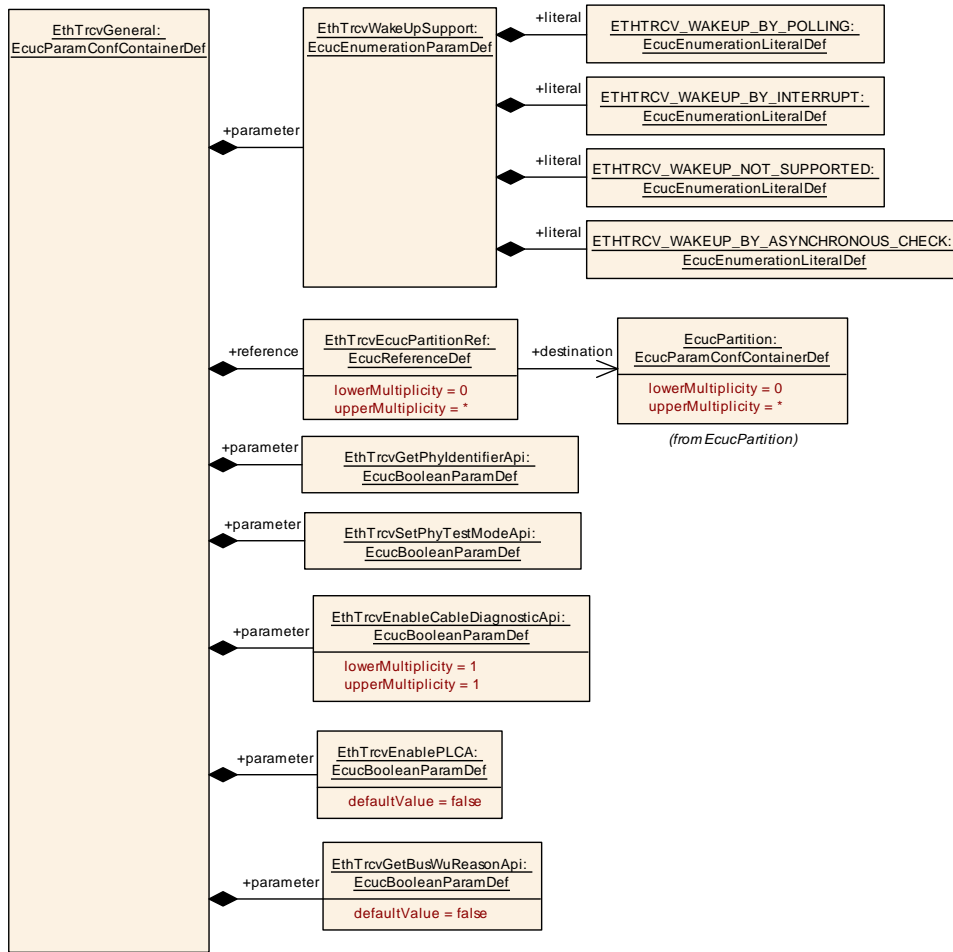 EthTrcvGeneral:
EcucParamConfContainerDef
+parameter
EthTrcvWakeUpSupport:
EcucEnumerationParamDef
+literal
ETHTRCV_WAKEUP_BY_POLLING:
EcucEnumerationLiteralDef
+literal
ETHTRCV_WAKEUP_BY_INTERRUPT:
EcucEnumerationLiteralDef
+literal
ETHTRCV_WAKEUP_NOT_SUPPORTED:
EcucEnumerationLiteralDef
+literal
ETHTRCV_WAKEUP_BY_ASYNCHRONOUS_CHECK:
EcucEnumerationLiteralDef
+reference
EthTrcvEcucPartitionRef:
EcucReferenceDef
lowerMultiplicity = 0
upperMultiplicity = *
+destination
EcucPartition:
EcucParamConfContainerDef
lowerMultiplicity = 0
upperMultiplicity = *
(from EcucPartition)
+parameter
EthTrcvGetPhyIdentifierApi:
EcucBooleanParamDef
+parameter
EthTrcvSetPhyTestModeApi:
EcucBooleanParamDef
+parameter
EthTrcvEnableCableDiagnosticApi:
EcucBooleanParamDef
lowerMultiplicity = 1
upperMultiplicity = 1
+parameter
EthTrcvEnablePLCA:
EcucBooleanParamDef
defaultValue = false
+parameter
EthTrcvGetBusWuReasonApi:
EcucBooleanParamDef
defaultValue = false